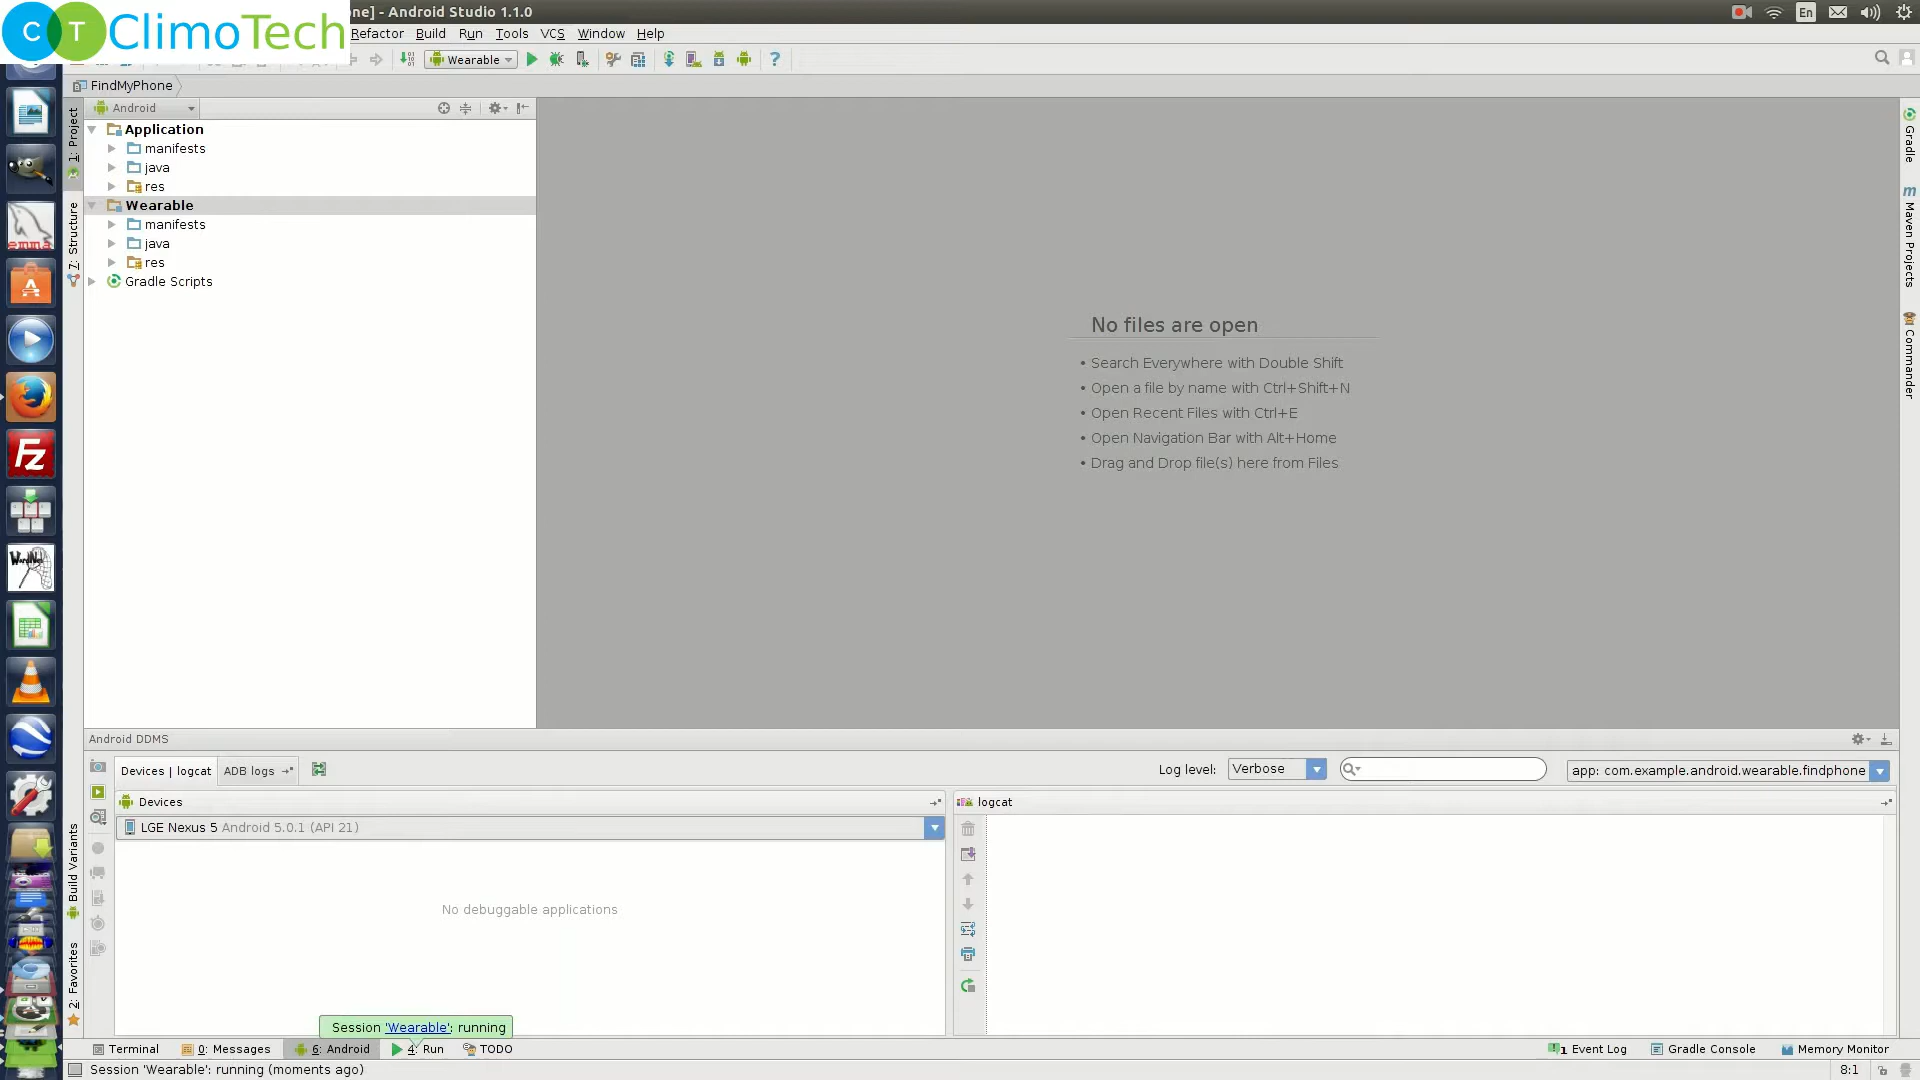 CT ClimoTech
one] - Android Studio 1.1.0
En
Refactor Build Run Tools VCS Window Help
Wearable
?
FindMyPhone
Android
Application
manifests
java
res
Wearable
manifests
java
res
Gradle Scripts
1: Project
7: Structure
Build Variants
2: Favorites
emma
A
Fz
No files are open
• Search Everywhere with Double Shift
• Open a file by name with Ctrl+Shift+N
• Open Recent Files with Ctrl+E
• Open Navigation Bar with Alt+Home
• Drag and Drop file(s) here from Files
Gradle
m
Maven Projects
Commander
Android DDMS
Devices | logcat
ADB logs
Log level:
Verbose
app: com.example.android.wearable.findphone
Devices
logcat
LGE Nexus 5 Android 5.0.1 (API 21)
No debuggable applications
Session 'Wearable': running
Terminal
0: Messages
6: Android
4: Run
TODO
1 Event Log
Gradle Console
Memory Monitor
Session 'Wearable': running (moments ago)
8:1